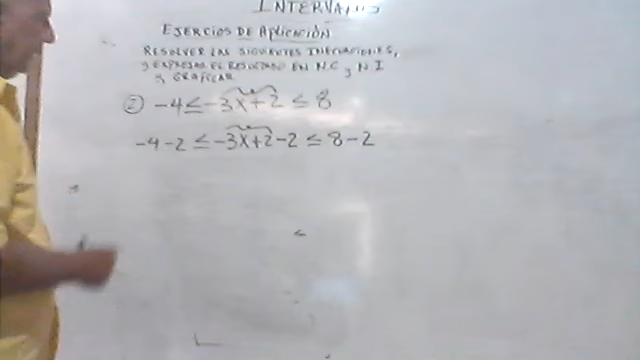 INTERVALOS
EJERCIOS DE APLICACIÓN
RESOLVER LAS SIGUIENTES INECUACIONES,
Y EXPRESAR EL RESULTADO EN N.C, Y N.I
Y GRAFICAR
② -4 ≤ -3x+2 ≤ 8
-4-2 ≤ -3x+2-2 ≤ 8-2